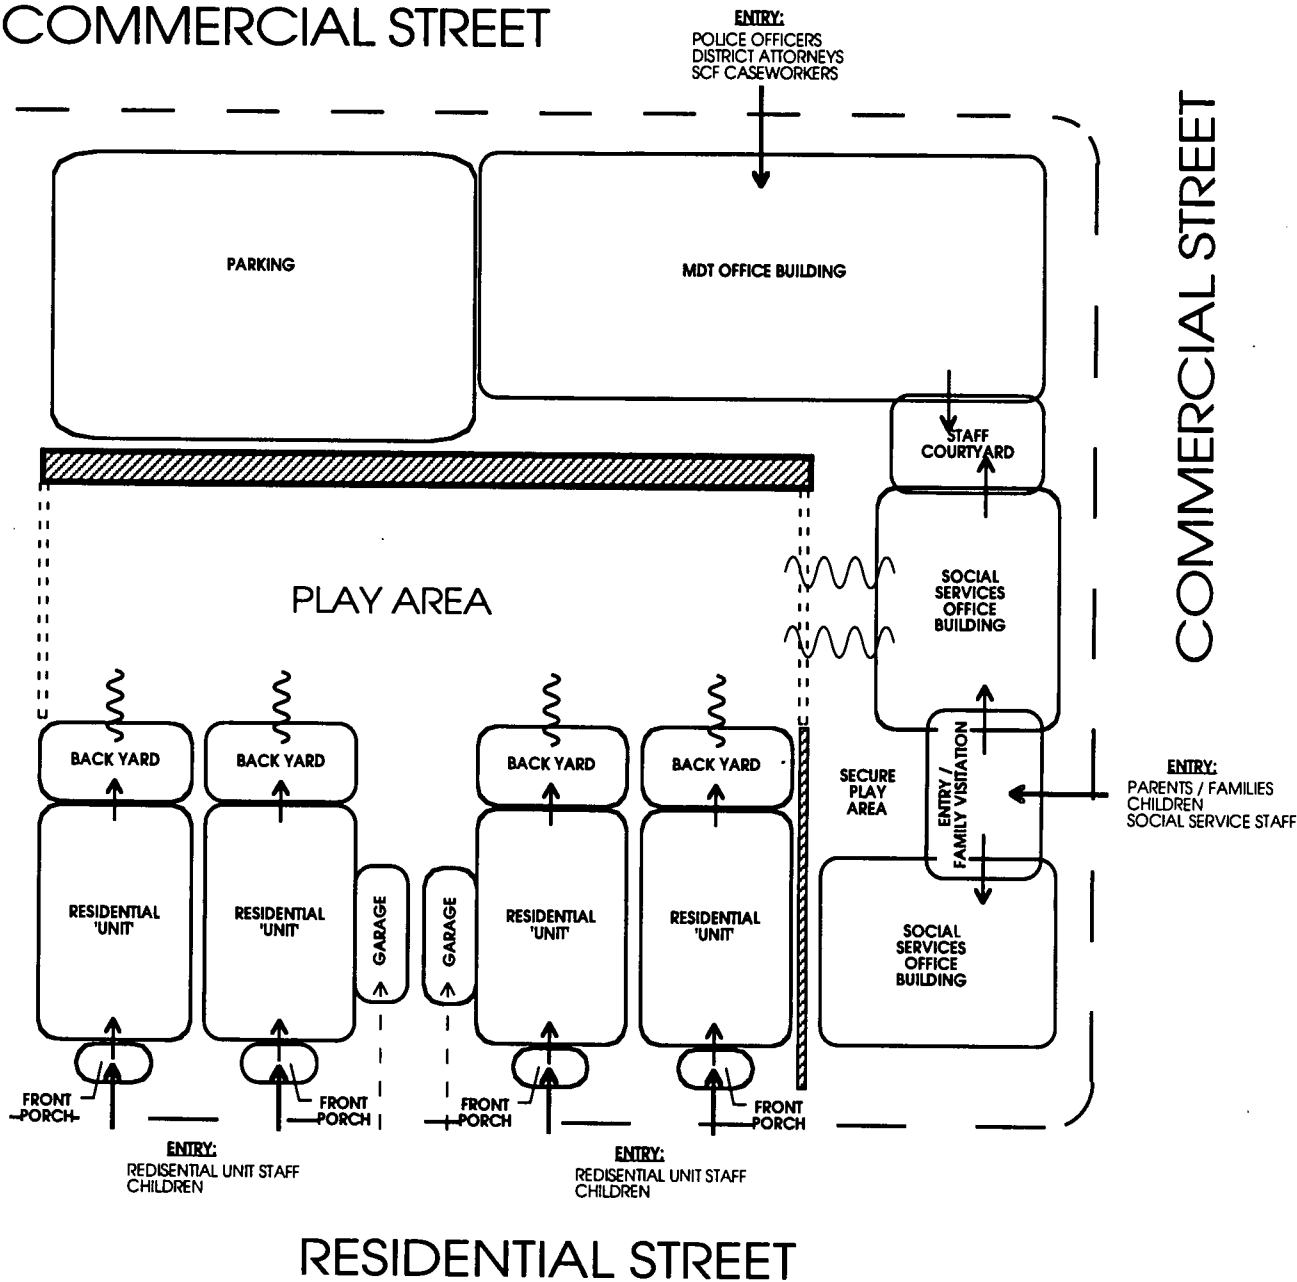 COMMERCIAL STREET
ENTRY:
POLICE OFFICERS
DISTRICT ATTORNEYS
SCF CASEWORKERS
COMMERCIAL STREET
PARKING
MDT OFFICE BUILDING
STAFF
COURTYARD
PLAY AREA
SOCIAL
SERVICES
OFFICE
BUILDING
BACK YARD
BACK YARD
BACK YARD
BACK YARD
SECURE
PLAY
AREA
ENTRY /
FAMILY VISITATION
ENTRY:
PARENTS / FAMILIES
CHILDREN
SOCIAL SERVICE STAFF
RESIDENTIAL
'UNIT'
RESIDENTIAL
'UNIT'
GARAGE
GARAGE
RESIDENTIAL
'UNIT'
RESIDENTIAL
'UNIT'
SOCIAL
SERVICES
OFFICE
BUILDING
FRONT
PORCH
FRONT
PORCH
FRONT
PORCH
FRONT
PORCH
ENTRY:
REDISENTIAL UNIT STAFF
CHILDREN
ENTRY:
REDISENTIAL UNIT STAFF
CHILDREN
RESIDENTIAL STREET